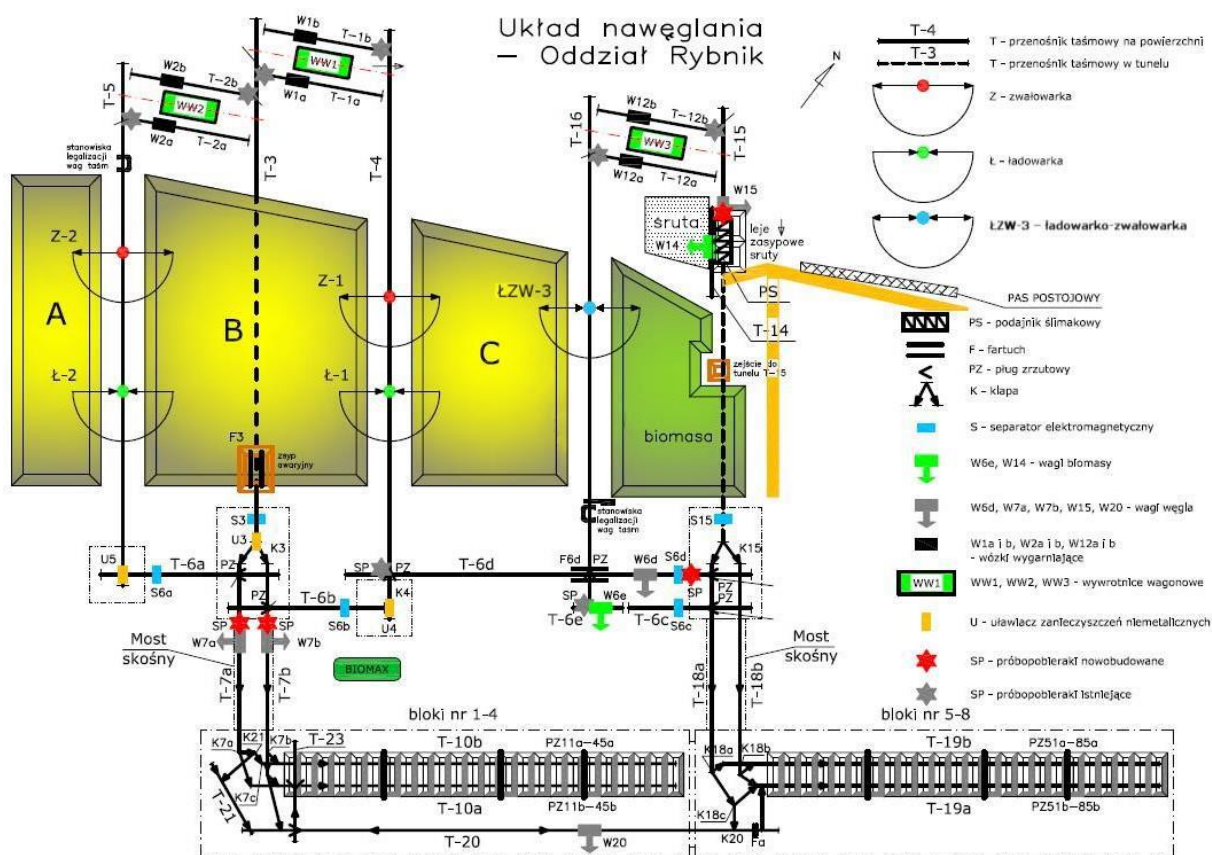 Układ nawęglania
– Oddział Rybnik
N
T-4
T – przenośnik taśmowy na powierzchni
T-3
T – przenośnik taśmowy w tunelu
Z – zwałowarka
Ł – ładowarka
ŁZW-3 – ładowarko-zwałowarka
PAS POSTOJOWY
PS – podajnik ślimakowy
F – fartuch
PZ – pług zrzutowy
K – klapa
S – separator elektromagnetyczny
W6e, W14 – wagi biomasy
W6d, W7a, W7b, W15, W20 – wagi węgla
W1a i b, W2a i b, W12a i b
– wózki wygarniające
WW1
WW1, WW2, WW3 – wywrotnice wagonowe
U – uławiacz zanieczyszczeń niemetalicznych
SP – próbopobieraki nowobudowane
SP – próbopobieraki istniejące
W1b
T-1b
WW1
W1a
T-1a
W2b
T-2b
WW2
W2a
T-2a
T-5
T-3
T-4
stanowiska
legalizacji
wag taśm
W12b
T-12b
WW3
W12a
T-12a
T-16
T-15
W15
śruta
W14
leje
zasypowe
śruty
PS
T-14
Z-2
Z-1
ŁZW-3
A
B
C
Ł-2
Ł-1
biomasa
zejście do
tunelu T-15
F3
zsyp
awaryjny
stanowiska
legalizacji
wag taśm
S3
U3
K3
S15
K15
U5
T-6a
S6a
PZ
SP
PZ
T-6d
F6d
PZ
W6d
S6d
SP
PZ
PZ
T-6b
S6b
K4
U4
PZ
SP
T-6e
W6e
T-6c
S6c
SP
SP
W7a
W7b
Most
skośny
T-7a
T-7b
BIOMAX
T-18a
T-18b
Most
skośny
bloki nr 1-4
bloki nr 5-8
K7a
K21
K7b
T-23
T-10b
PZ11a-45a
K7c
T-21
T-10a
PZ11b-45b
T-20
W20
K18a
K18b
T-19b
PZ51a-85a
K18c
T-19a
PZ51b-85b
K20